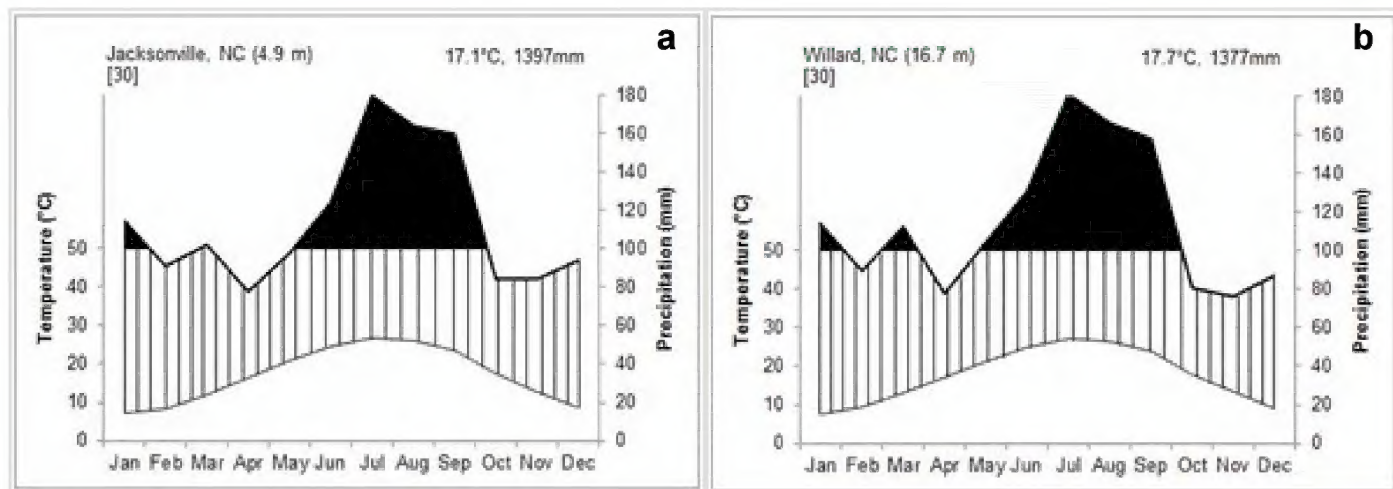 a
Jacksonville, NC (4.9 m)
17.1°C, 1397mm
[30]
Temperature (°C)
50
40
30
20
10
0
180
160
140
120
100
80
60
40
20
0
Precipitation (mm)
Jan Feb Mar Apr May Jun Jul Aug Sep Oct Nov Dec
b
Willard, NC (16.7 m)
17.7°C, 1377mm
[30]
Temperature (°C)
50
40
30
20
10
0
180
160
140
120
100
80
60
40
20
0
Precipitation (mm)
Jan Feb Mar Apr May Jun Jul Aug Sep Oct Nov Dec